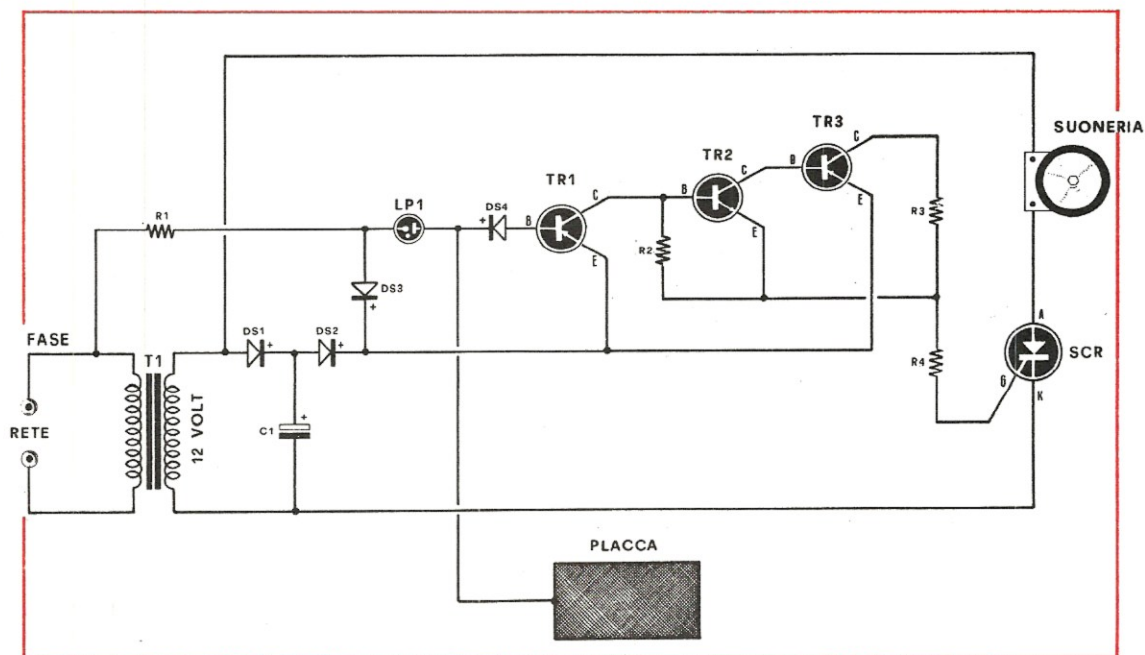 SUONERIA
TR3
C
B
E
TR2
C
B
E
TR1
C
B
E
DS4
+
LP1
R1
R2
R3
DS3
+
FASE
T1
DS1
+
DS2
+
A
SCR
G
K
R4
RETE
12 VOLT
C1
+
PLACCA